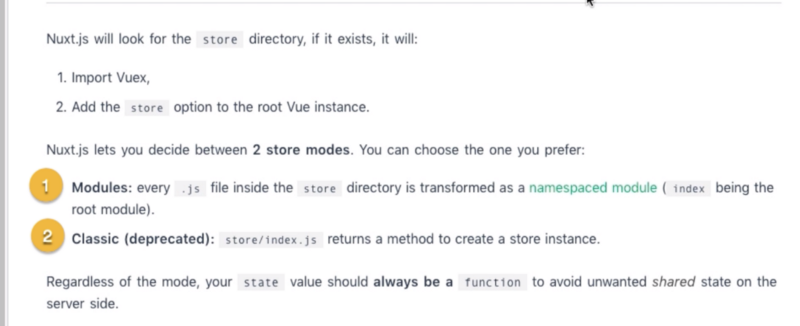 Nuxt.js will look for the store directory, if it exists, it will:
1. Import Vuex,
2. Add the store option to the root Vue instance.
Nuxt.js lets you decide between 2 store modes. You can choose the one you prefer:
1 Modules: every .js file inside the store directory is transformed as a namespaced module ( index being the
root module).
2 Classic (deprecated): store/index.js returns a method to create a store instance.
Regardless of the mode, your state value should always be a function to avoid unwanted shared state on the
server side.